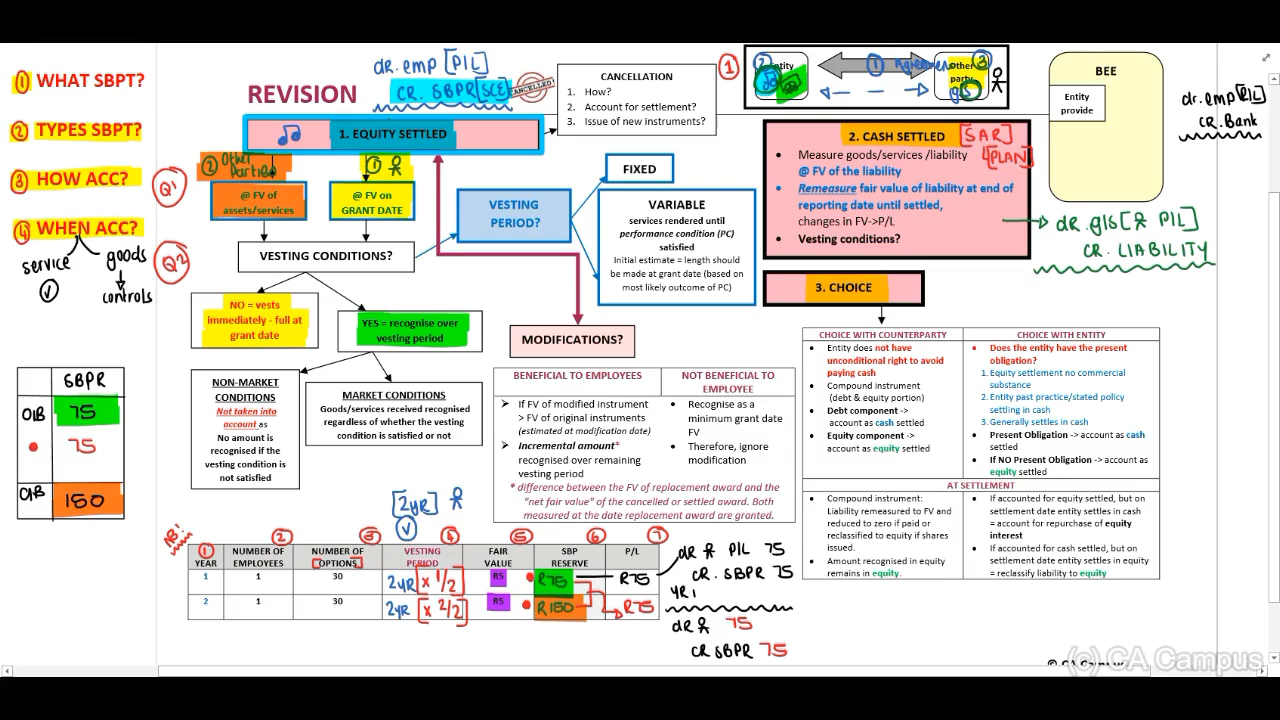 ① WHAT SBPT?
② TYPES SBPT?
③ HOW ACC?
④ WHEN ACC?
service
goods
controls
Q1
Q2
SBPR
O/B 75
75
C/B 150
REVISION
dr. emp [P/L]
CR. SBPR [SCE]
CANCELLED!
CANCELLATION
1. How?
2. Account for settlement?
3. Issue of new instruments?
1. EQUITY SETTLED
② Other
Parties
①
@ FV of
assets/services
@ FV on
GRANT DATE
VESTING CONDITIONS?
NO = vests
immediately - full at
grant date
YES = recognise over
vesting period
NON-MARKET
CONDITIONS
Not taken into
account as
No amount is
recognised if the
vesting condition is
not satisfied
MARKET CONDITIONS
Goods/services received recognised
regardless of whether the vesting
condition is satisfied or not
VESTING
PERIOD?
FIXED
VARIABLE
services rendered until
performance condition (PC)
satisfied
Initial estimate = length should
be made at grant date (based on
most likely outcome of PC)
MODIFICATIONS?
BENEFICIAL TO EMPLOYEES
NOT BENEFICIAL TO
EMPLOYEE
➢ If FV of modified instrument
> FV of original instruments
(estimated at modification date)
➢ Incremental amount*
recognised over remaining
vesting period
• Recognise as a
minimum grant date
FV
• Therefore, ignore
modification
* difference between the FV of replacement award and the
"net fair value" of the cancelled or settled award. Both
measured at the date replacement award are granted.
①
② Entity
① Agreement
Other ③
party
g/s
2. CASH SETTLED [SAR]
[PLAN]
• Measure goods/services /liability
@ FV of the liability
• Remeasure fair value of liability at end of
reporting date until settled,
changes in FV->P/L
• Vesting conditions?
BEE
Entity
provide
dr. emp [P/L]
CR. Bank
dr. g/s [P/L]
CR. LIABILITY
3. CHOICE
CHOICE WITH COUNTERPARTY
CHOICE WITH ENTITY
• Entity does not have
unconditional right to avoid
paying cash
• Compound instrument
(debt & equity portion)
• Debt component ->
account as cash settled
• Equity component ->
account as equity settled
• Does the entity have the present
obligation?
1. Equity settlement no commercial
substance
2. Entity past practice/stated policy
settling in cash
3. Generally settles in cash
• Present Obligation -> account as cash
settled
• If NO Present Obligation -> account as
equity settled
AT SETTLEMENT
• Compound instrument:
Liability remeasured to FV and
reduced to zero if paid or
reclassified to equity if shares
issued.
• Amount recognised in equity
remains in equity.
• If accounted for equity settled, but on
settlement date entity settles in cash
= account for repurchase of equity
interest
• If accounted for cash settled, but on
settlement date entity settles in equity
= reclassify liability to equity
[2yr]
NB!
① ② ③ ④ ⑤ ⑥ ⑦
YEAR NUMBER OF EMPLOYEES NUMBER OF [OPTIONS] VESTING PERIOD FAIR VALUE SBP RESERVE P/L
1 1 30 2yr [x 1/2] R5 R75 R75
2 1 30 2yr [x 2/2] R5 R150 R75
dr P/L 75
CR. SBPR 75
YR1
dr 75
CR SBPR 75
(c) CA Campus